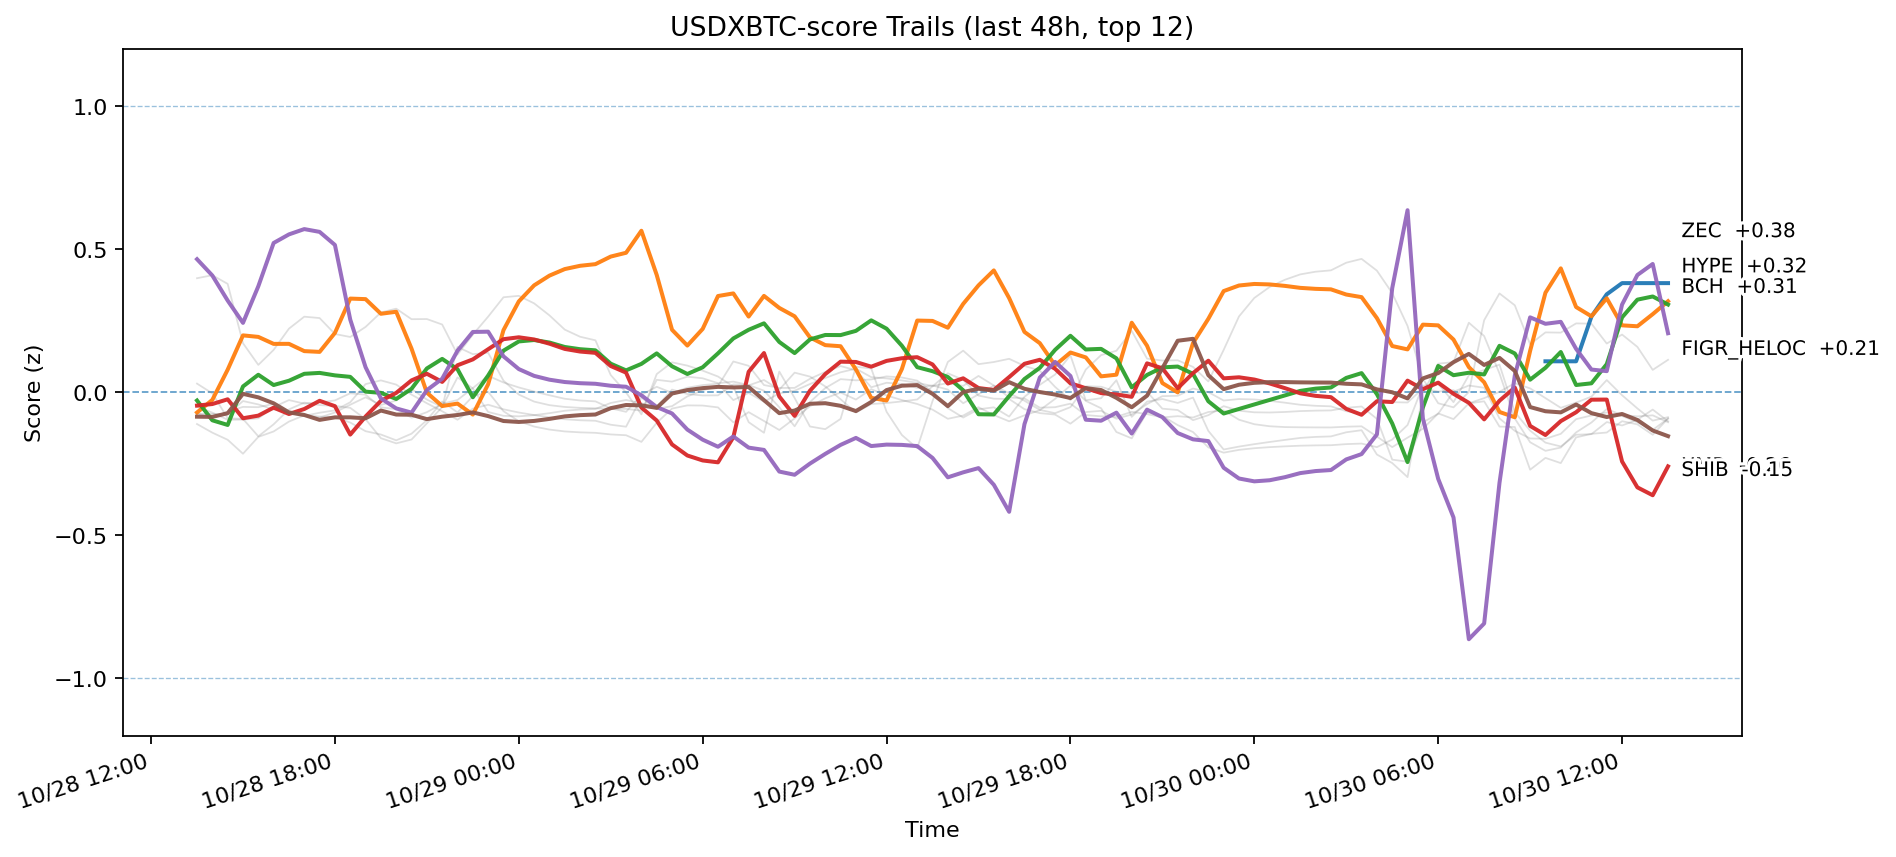 USDXBTC-score Trails (last 48h, top 12)
Score (z)
1.0
0.5
0.0
−0.5
−1.0
ZEC +0.38
HYPE +0.32
BCH +0.31
FIGR_HELOC +0.21
SHIB -0.15
10/28 12:00
10/28 18:00
10/29 00:00
10/29 06:00
10/29 12:00
10/29 18:00
10/30 00:00
10/30 06:00
10/30 12:00
Time